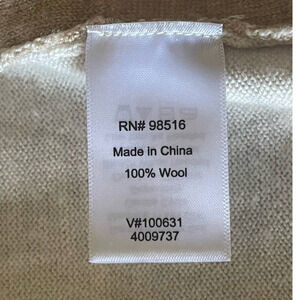 RN# 98516
Made in China
100% Wool
V#100631
4009737